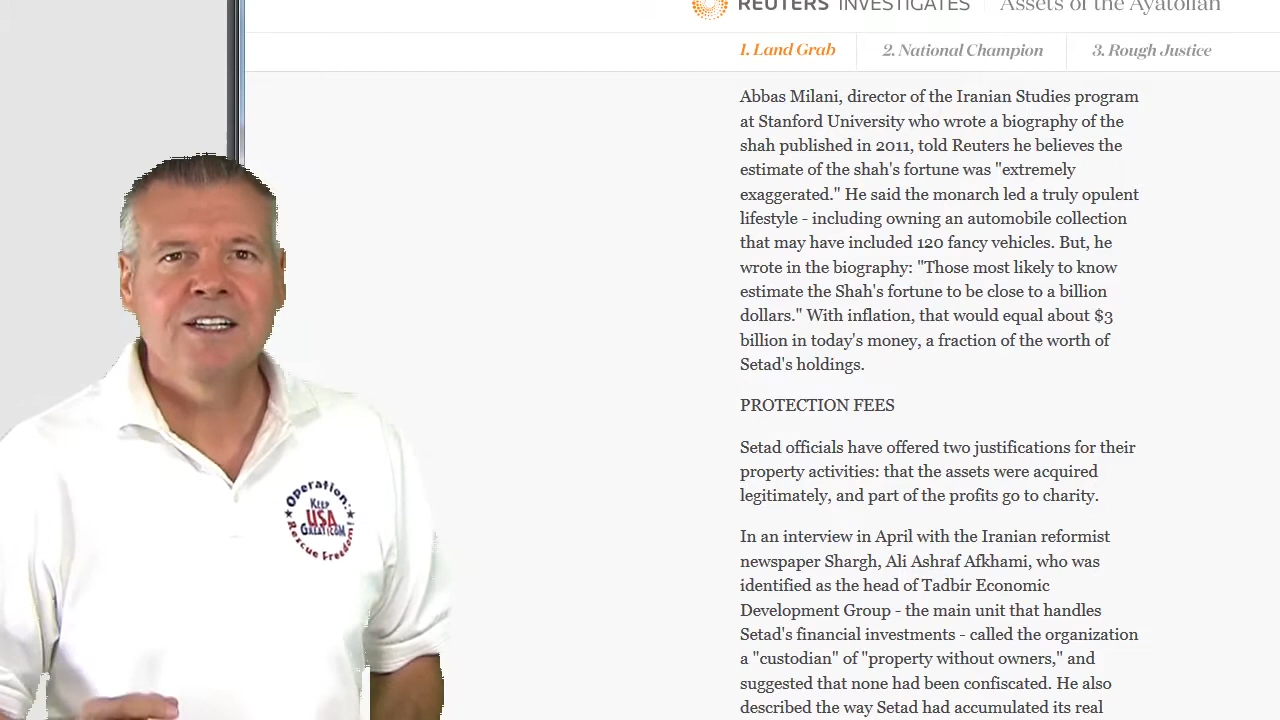 REUTERS INVESTIGATES Assets of the Ayatollah
1. Land Grab 2. National Champion 3. Rough Justice
Abbas Milani, director of the Iranian Studies program
at Stanford University who wrote a biography of the
shah published in 2011, told Reuters he believes the
estimate of the shah's fortune was "extremely
exaggerated." He said the monarch led a truly opulent
lifestyle - including owning an automobile collection
that may have included 120 fancy vehicles. But, he
wrote in the biography: "Those most likely to know
estimate the Shah's fortune to be close to a billion
dollars." With inflation, that would equal about $3
billion in today's money, a fraction of the worth of
Setad's holdings.
PROTECTION FEES
Setad officials have offered two justifications for their
property activities: that the assets were acquired
legitimately, and part of the profits go to charity.
In an interview in April with the Iranian reformist
newspaper Shargh, Ali Ashraf Afkhami, who was
identified as the head of Tadbir Economic
Development Group - the main unit that handles
Setad's financial investments - called the organization
a "custodian" of "property without owners," and
suggested that none had been confiscated. He also
described the way Setad had accumulated its real
Operation:
Keep
USA
Great.com
Rescue Freedom!